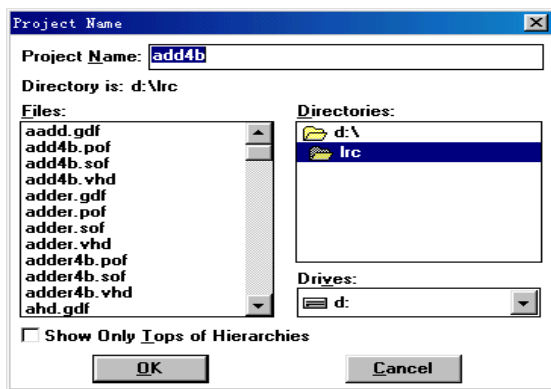 Project Name
Project Name: add4b
Directory is: d:\lrc
Files:
aadd.gdf
add4b.pof
add4b.sof
add4b.vhd
adder.gdf
adder.pof
adder.sof
adder.vhd
adder4b.pof
adder4b.sof
adder4b.vhd
ahd.gdf
Directories:
d:\
lrc
Drives:
d:
Show Only Tops of Hierarchies
OK
Cancel